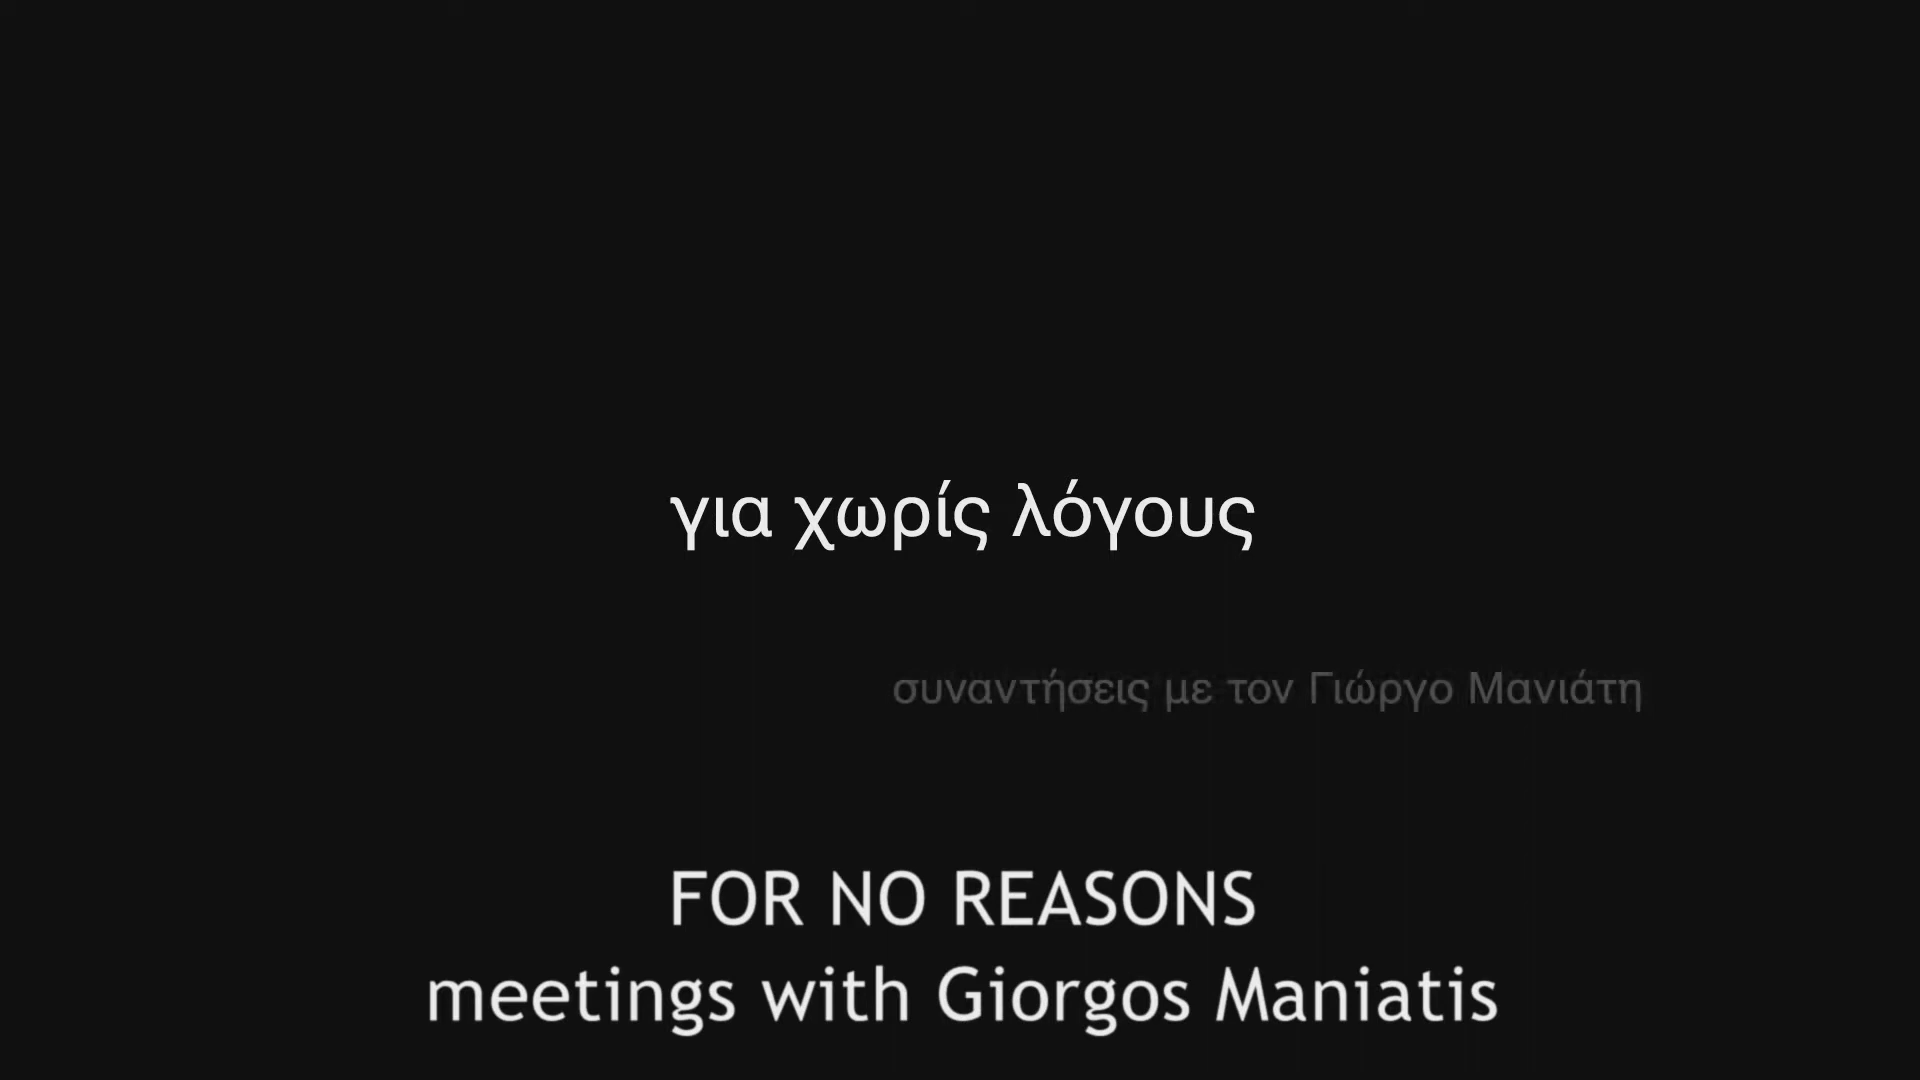 για χωρίς λόγους
συναντήσεις με τον Γιώργο Μανιάτη
FOR NO REASONS
meetings with Giorgos Maniatis